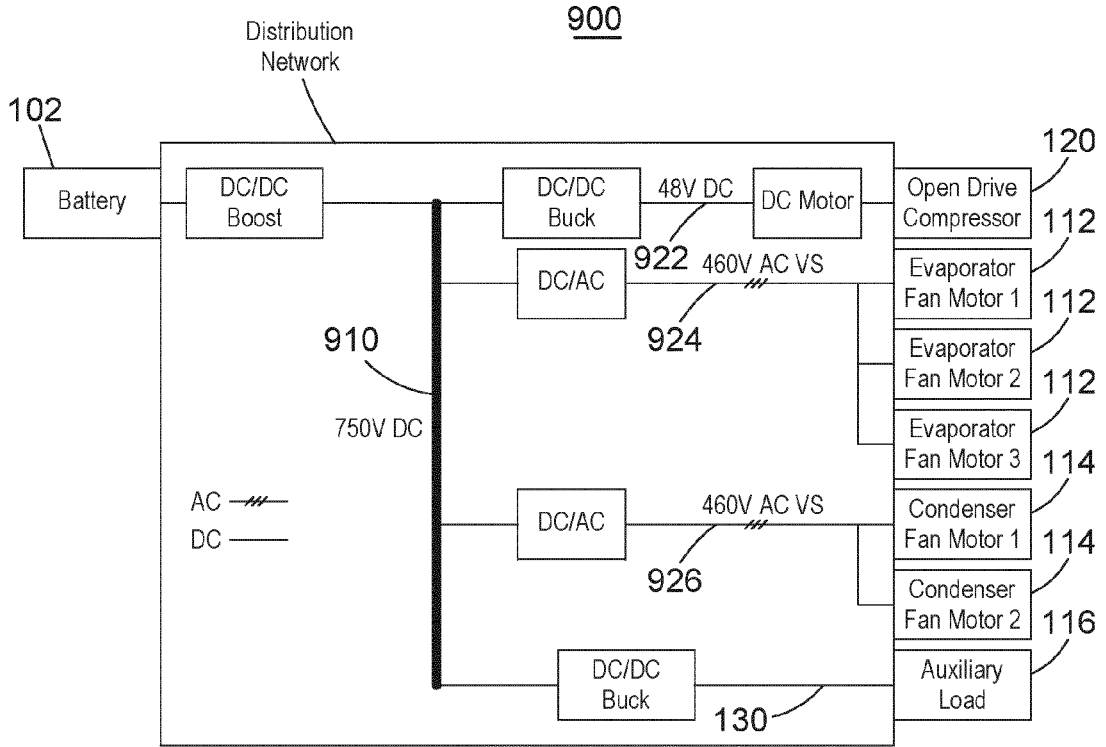 900
Distribution
Network
102
Battery
DC/DC
Boost
DC/DC
Buck
48V DC
DC Motor
Open Drive
Compressor
120
922
DC/AC
460V AC VS
924
Evaporator
Fan Motor 1
112
Evaporator
Fan Motor 2
112
Evaporator
Fan Motor 3
112
910
750V DC
AC
DC
DC/AC
460V AC VS
926
Condenser
Fan Motor 1
114
Condenser
Fan Motor 2
114
DC/DC
Buck
130
Auxiliary
Load
116